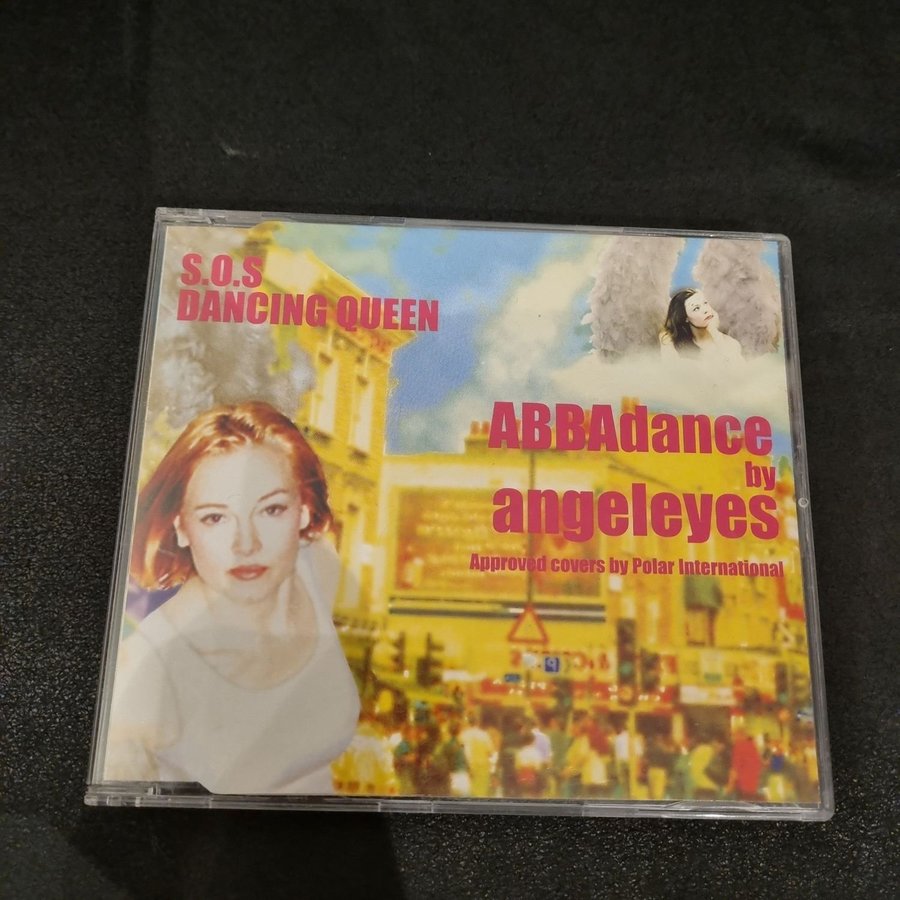 S.O.S
DANCING QUEEN
ABBAdance
by
angeleyes
Approved covers by Polar International